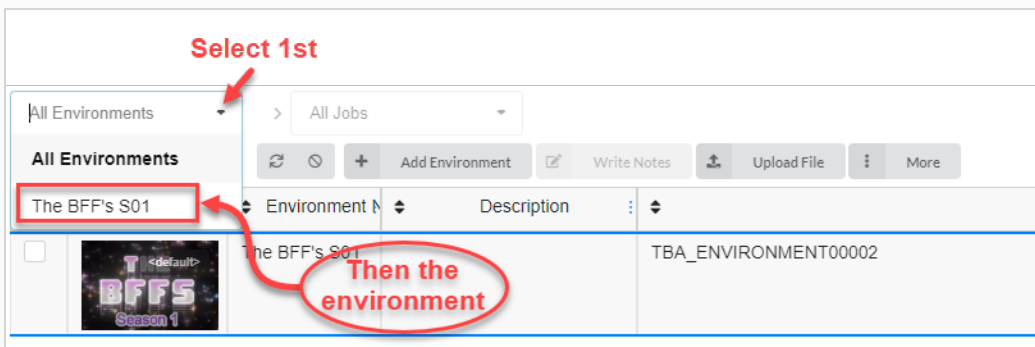 Select 1st
All Environments
All Jobs
All Environments
Add Environment
Write Notes
Upload File
More
The BFF's S01
Environment N
Description
The BFF's S01
TBA_ENVIRONMENT00002
THE
<default>
BFFS
Season 1
Then the
environment